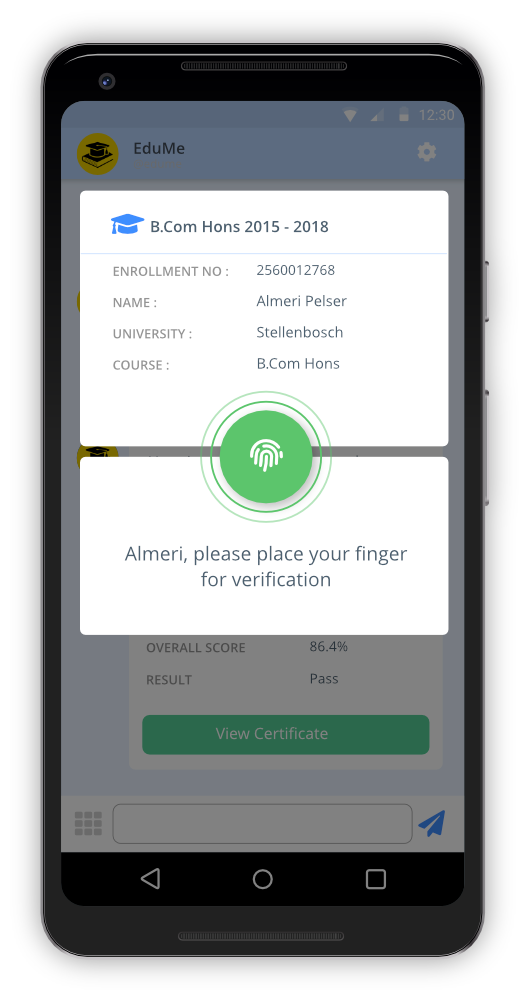 12:30
EduMe
B.Com Hons 2015 - 2018
ENROLLMENT NO : 2560012768
NAME : Almeri Pelser
UNIVERSITY : Stellenbosch
COURSE : B.Com Hons
Almeri, please place your finger
for verification
OVERALL SCORE 86.4%
RESULT Pass
View Certificate